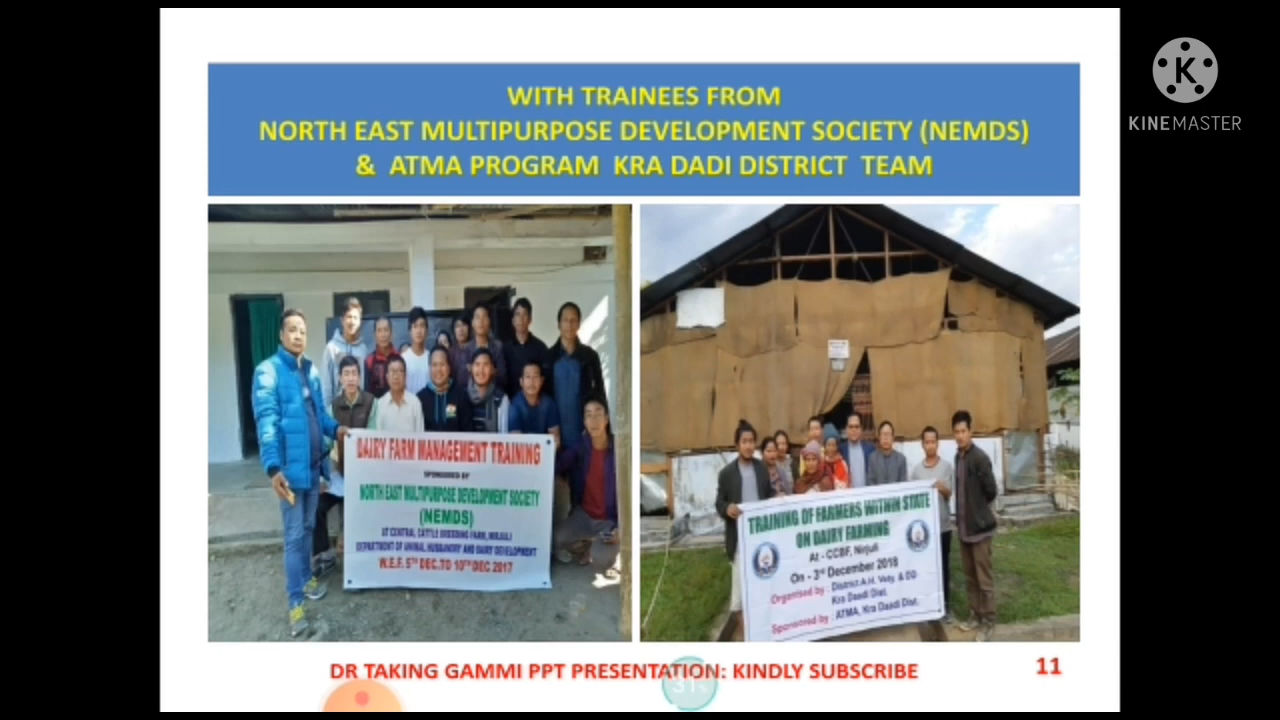 WITH TRAINEES FROM
NORTH EAST MULTIPURPOSE DEVELOPMENT SOCIETY (NEMDS)
& ATMA PROGRAM KRA DADI DISTRICT TEAM
K
KINEMASTER
DAIRY FARM MANAGEMENT TRAINING
SPONSORED BY
NORTH EAST MULTIPURPOSE DEVELOPMENT SOCIETY
(NEMDS)
AT CENTRAL CATTLE BREEDING FARM, NIRJULI
DEPARTMENT OF ANIMAL HUSBANDRY AND DAIRY DEVELOPMENT
W.E.F. 5TH DEC. TO 10TH DEC 2017
TRAINING OF FARMERS WITHIN STATE
ON DAIRY FARMING
At - CCBF, Nirjuli
On - 3rd December 2018
Organised by : District A.H. Vety. & DD
Kra Daadi Dist.
Sponsored by : ATMA, Kra Daadi Dist.
DR TAKING GAMMI PPT PRESENTATION: KINDLY SUBSCRIBE
11
31